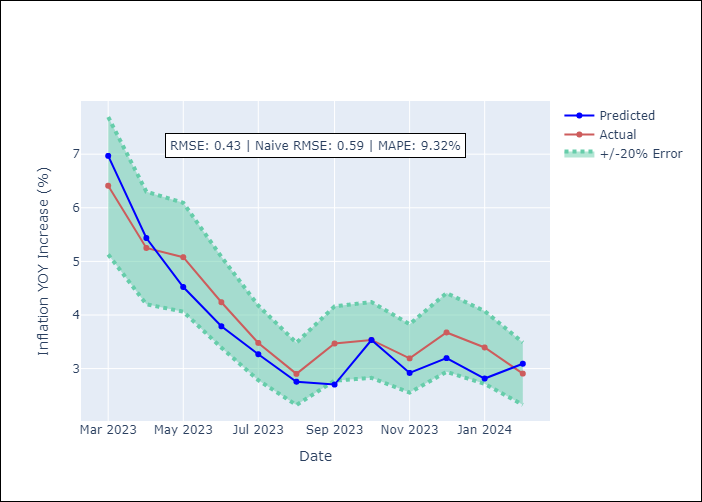 RMSE: 0.43 | Naive RMSE: 0.59 | MAPE: 9.32%
Predicted
Actual
+/-20% Error
Inflation YOY Increase (%)
7
6
5
4
3
Mar 2023 May 2023 Jul 2023 Sep 2023 Nov 2023 Jan 2024
Date